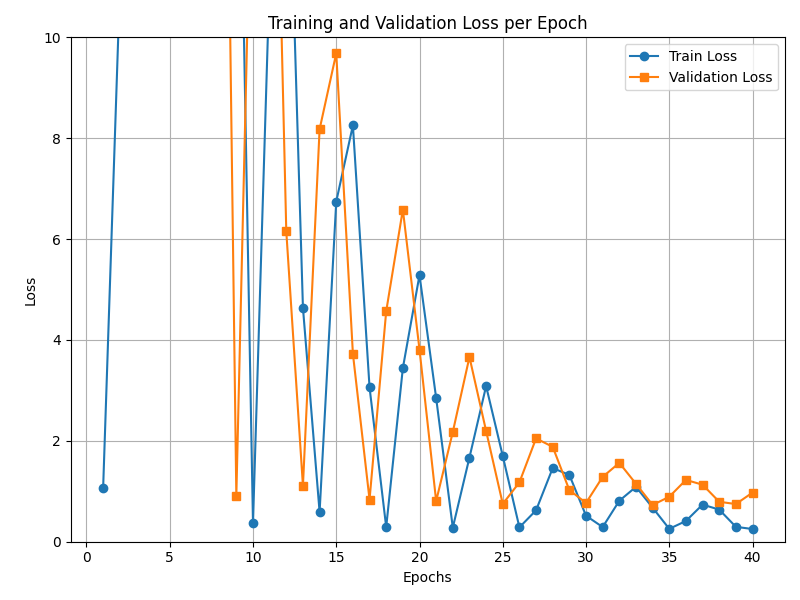 Training and Validation Loss per Epoch
10
8
6
4
2
0
Loss
Train Loss
Validation Loss
0 5 10 15 20 25 30 35 40
Epochs